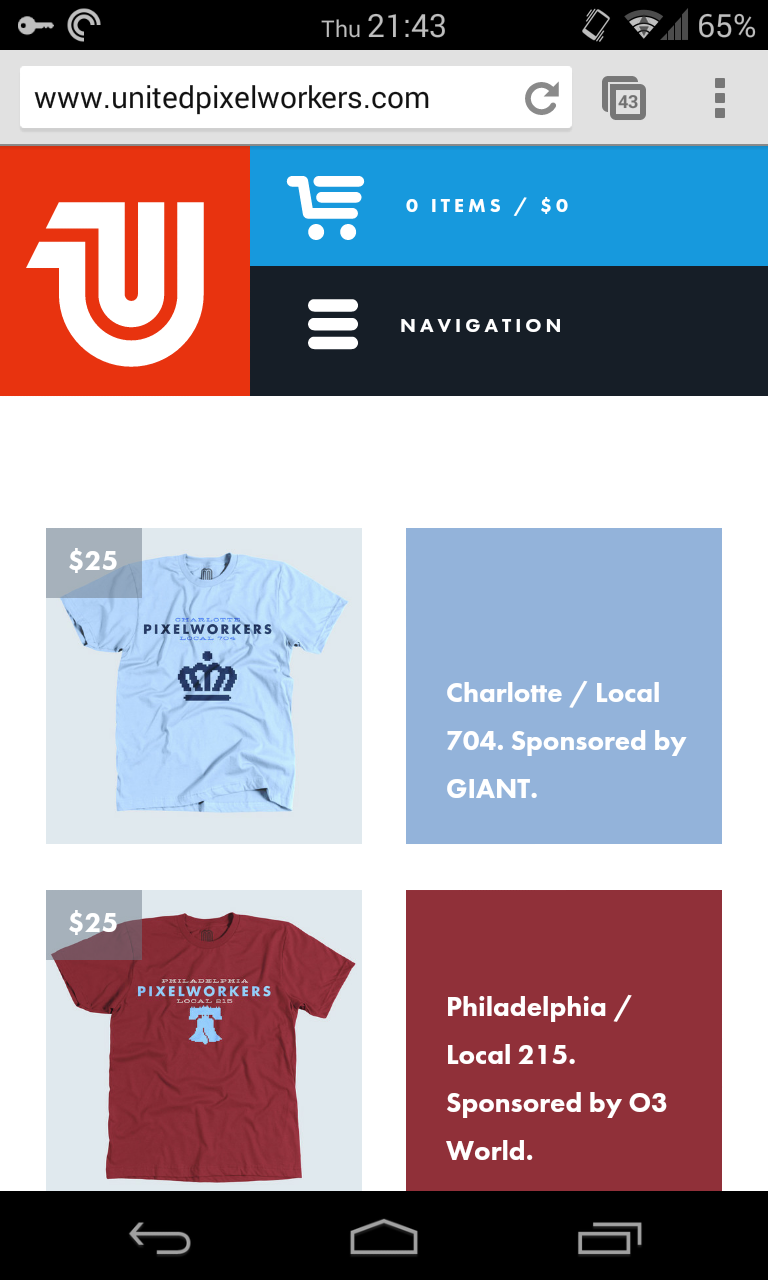 Thu 21:43 65%
www.unitedpixelworkers.com
43
0 ITEMS / $0
NAVIGATION
$25
CHARLOTTE
PIXELWORKERS
LOCAL 704
Charlotte / Local
704. Sponsored by
GIANT.
$25
PHILADELPHIA
PIXELWORKERS
LOCAL 215
Philadelphia /
Local 215.
Sponsored by O3
World.